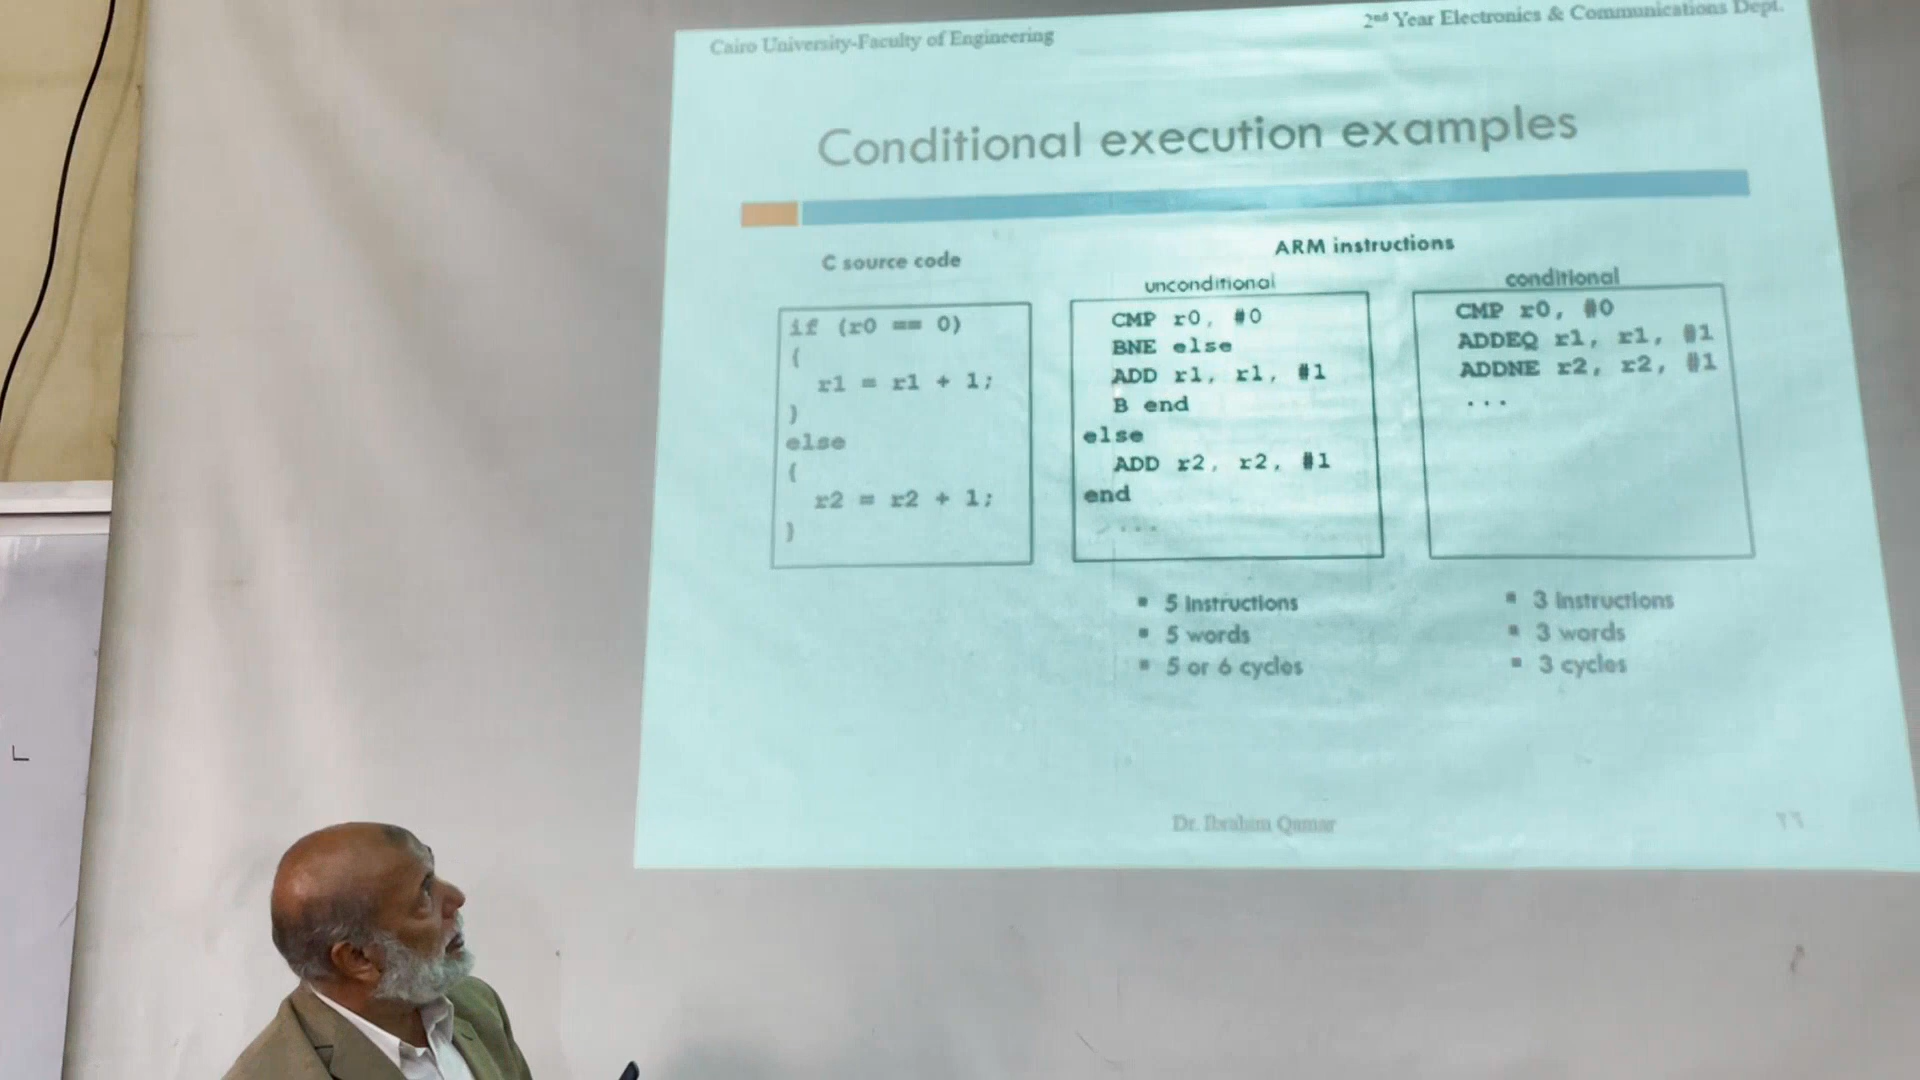 Cairo University-Faculty of Engineering
2nd Year Electronics & Communications Dept.
Conditional execution examples
C source code
if (r0 == 0)
{
r1 = r1 + 1;
}
else
{
r2 = r2 + 1;
}
ARM instructions
unconditional
CMP r0, #0
BNE else
ADD r1, r1, #1
B end
else
ADD r2, r2, #1
end
...
▪ 5 instructions
▪ 5 words
▪ 5 or 6 cycles
conditional
CMP r0, #0
ADDEQ r1, r1, #1
ADDNE r2, r2, #1
...
▪ 3 instructions
▪ 3 words
▪ 3 cycles
Dr. Ibrahim Qamar